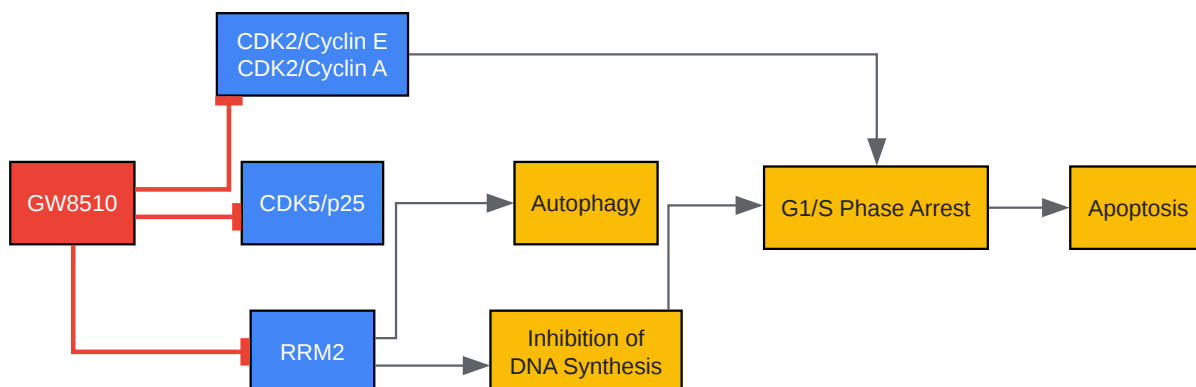 CDK2/Cyclin E
CDK2/Cyclin A
GW8510
CDK5/p25
Autophagy
G1/S Phase Arrest
Apoptosis
RRM2
Inhibition of
DNA Synthesis